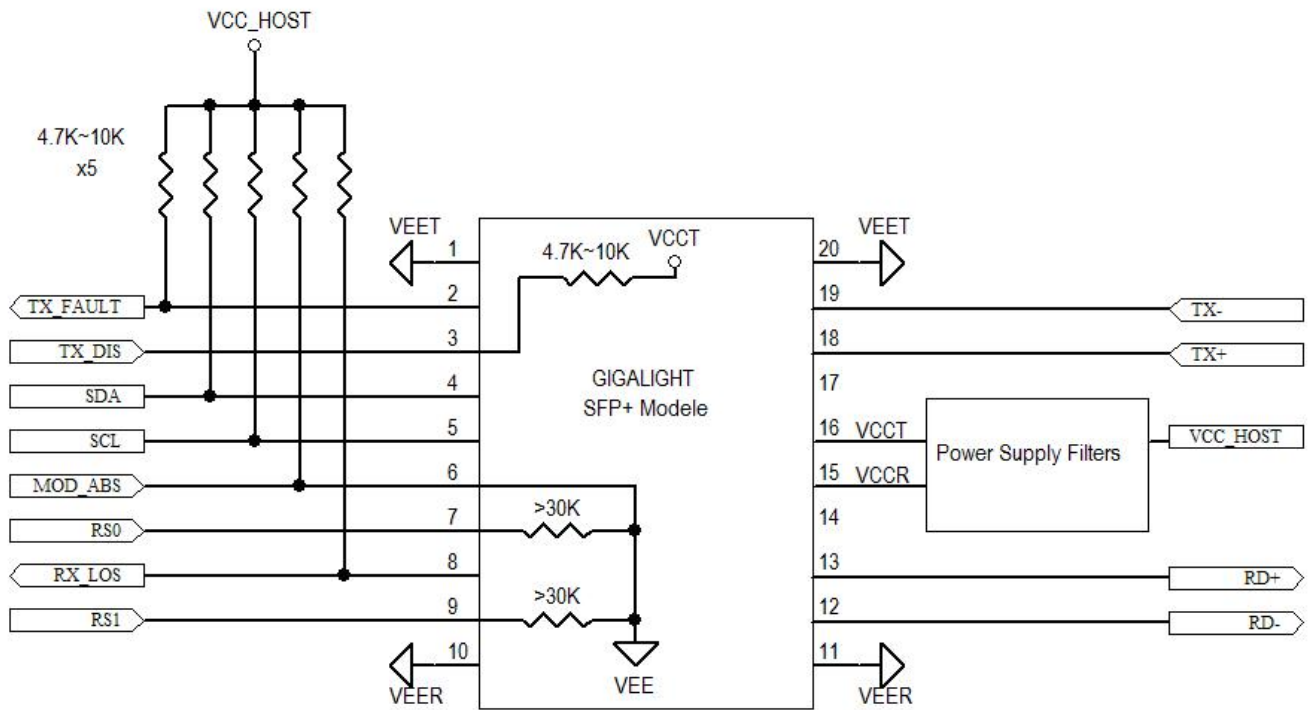 VCC_HOST
4.7K~10K
x5
VEET
1
4.7K~10K
VCCT
20
VEET
TX_FAULT
2
19
TX-
TX_DIS
3
18
TX+
SDA
4
GIGALIGHT
SFP+ Modele
17
SCL
5
16
VCCT
Power Supply Filters
VCC_HOST
MOD_ABS
6
15
VCCR
RS0
7
>30K
14
RX_LOS
8
13
RD+
RS1
9
>30K
12
RD-
10
VEER
VEE
11
VEER